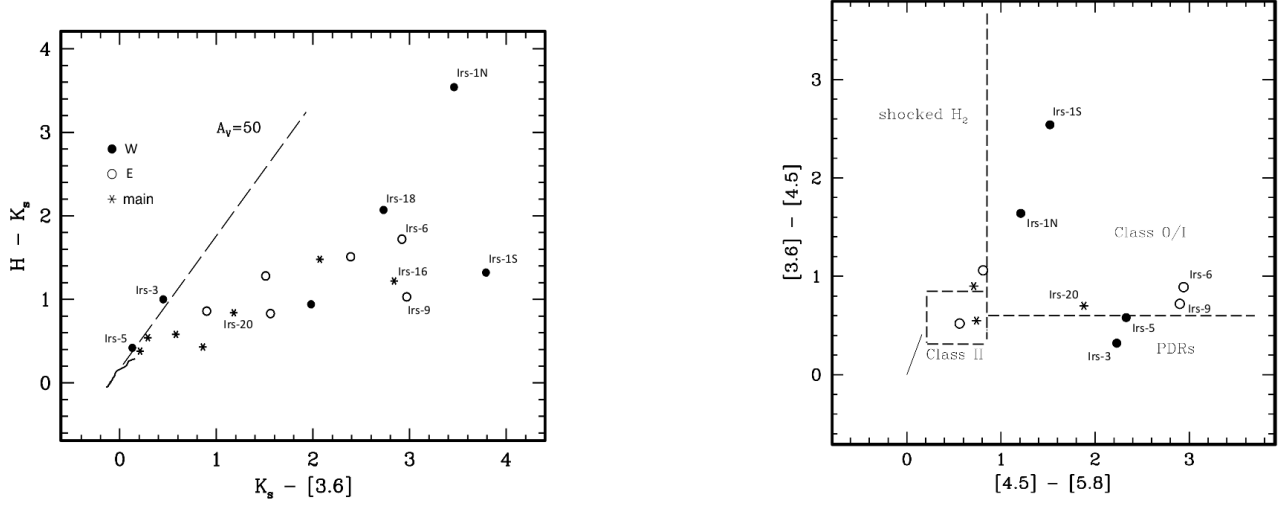 4
3
2
1
0
H − Kₛ
0 1 2 3 4
Kₛ − [3.6]
Aᵥ=50
W
E
main
Irs-1N
Irs-18
Irs-6
Irs-1S
Irs-16
Irs-9
Irs-3
Irs-20
Irs-5
3
2
1
0
[3.6] − [4.5]
0 1 2 3
[4.5] − [5.8]
shocked H₂
Irs-1S
Irs-1N
Class 0/I
Irs-6
Irs-20
Irs-9
Irs-5
Class II
Irs-3
PDRs